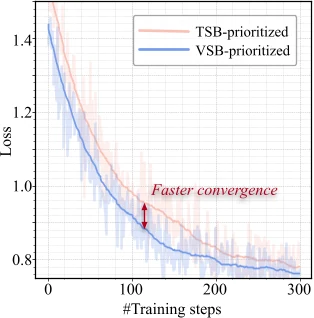 TSB-prioritized
VSB-prioritized
1.4
1.2
1.0
0.8
Loss
Faster convergence
0
100
200
300
#Training steps